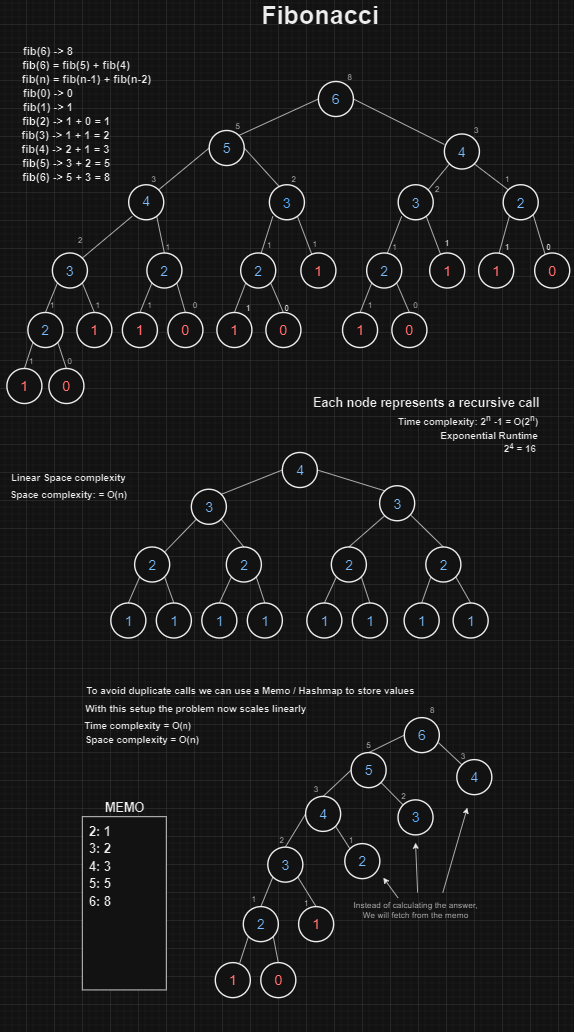 Fibonacci
fib(6) -> 8
fib(6) = fib(5) + fib(4)
fib(n) = fib(n-1) + fib(n-2)
fib(0) -> 0
fib(1) -> 1
fib(2) -> 1 + 0 = 1
fib(3) -> 1 + 1 = 2
fib(4) -> 2 + 1 = 3
fib(5) -> 3 + 2 = 5
fib(6) -> 5 + 3 = 8
8
6
5 3
5 4
3 2 2 1
4 3 3 2
2 1 1 1 1 1 1 0
3 2 2 1 2 1 1 0
1 1 1 0 1 0 1 0
2 1 1 0 1 0 1 0
1 0
1 0
Each node represents a recursive call
Time complexity: 2ⁿ -1 = O(2ⁿ)
Exponential Runtime
2⁴ = 16
Linear Space complexity
Space complexity: = O(n)
4
3 3
2 2 2 2
1 1 1 1 1 1 1 1
To avoid duplicate calls we can use a Memo / Hashmap to store values
With this setup the problem now scales linearly
Time complexity = O(n)
Space complexity = O(n)
8
6
5 3
5 4
3 2
4 3
2 1
3 2
1 1
2 1
1 0
MEMO
2: 1
3: 2
4: 3
5: 5
6: 8
Instead of calculating the answer,
We will fetch from the memo